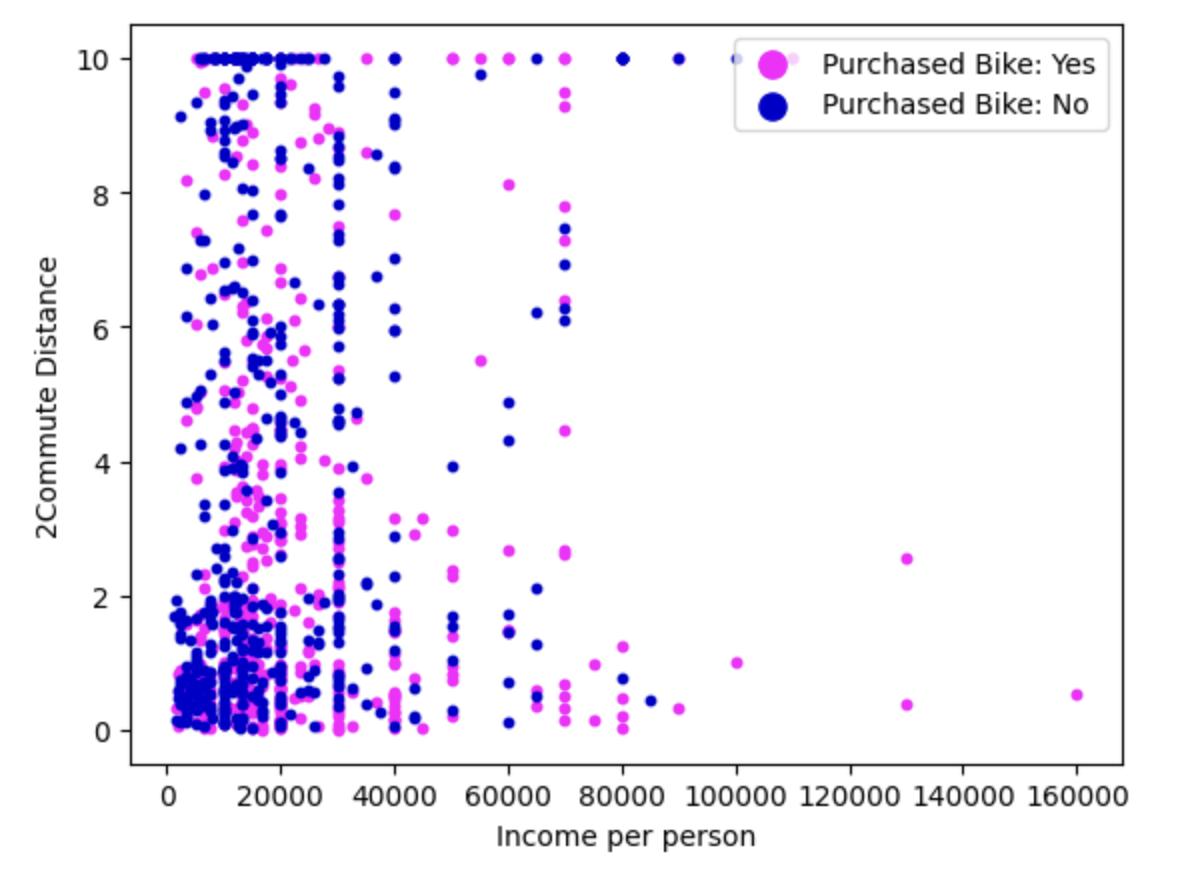 10
8
6
4
2
0
2Commute Distance
Purchased Bike: Yes
Purchased Bike: No
0 20000 40000 60000 80000 100000 120000 140000 160000
Income per person